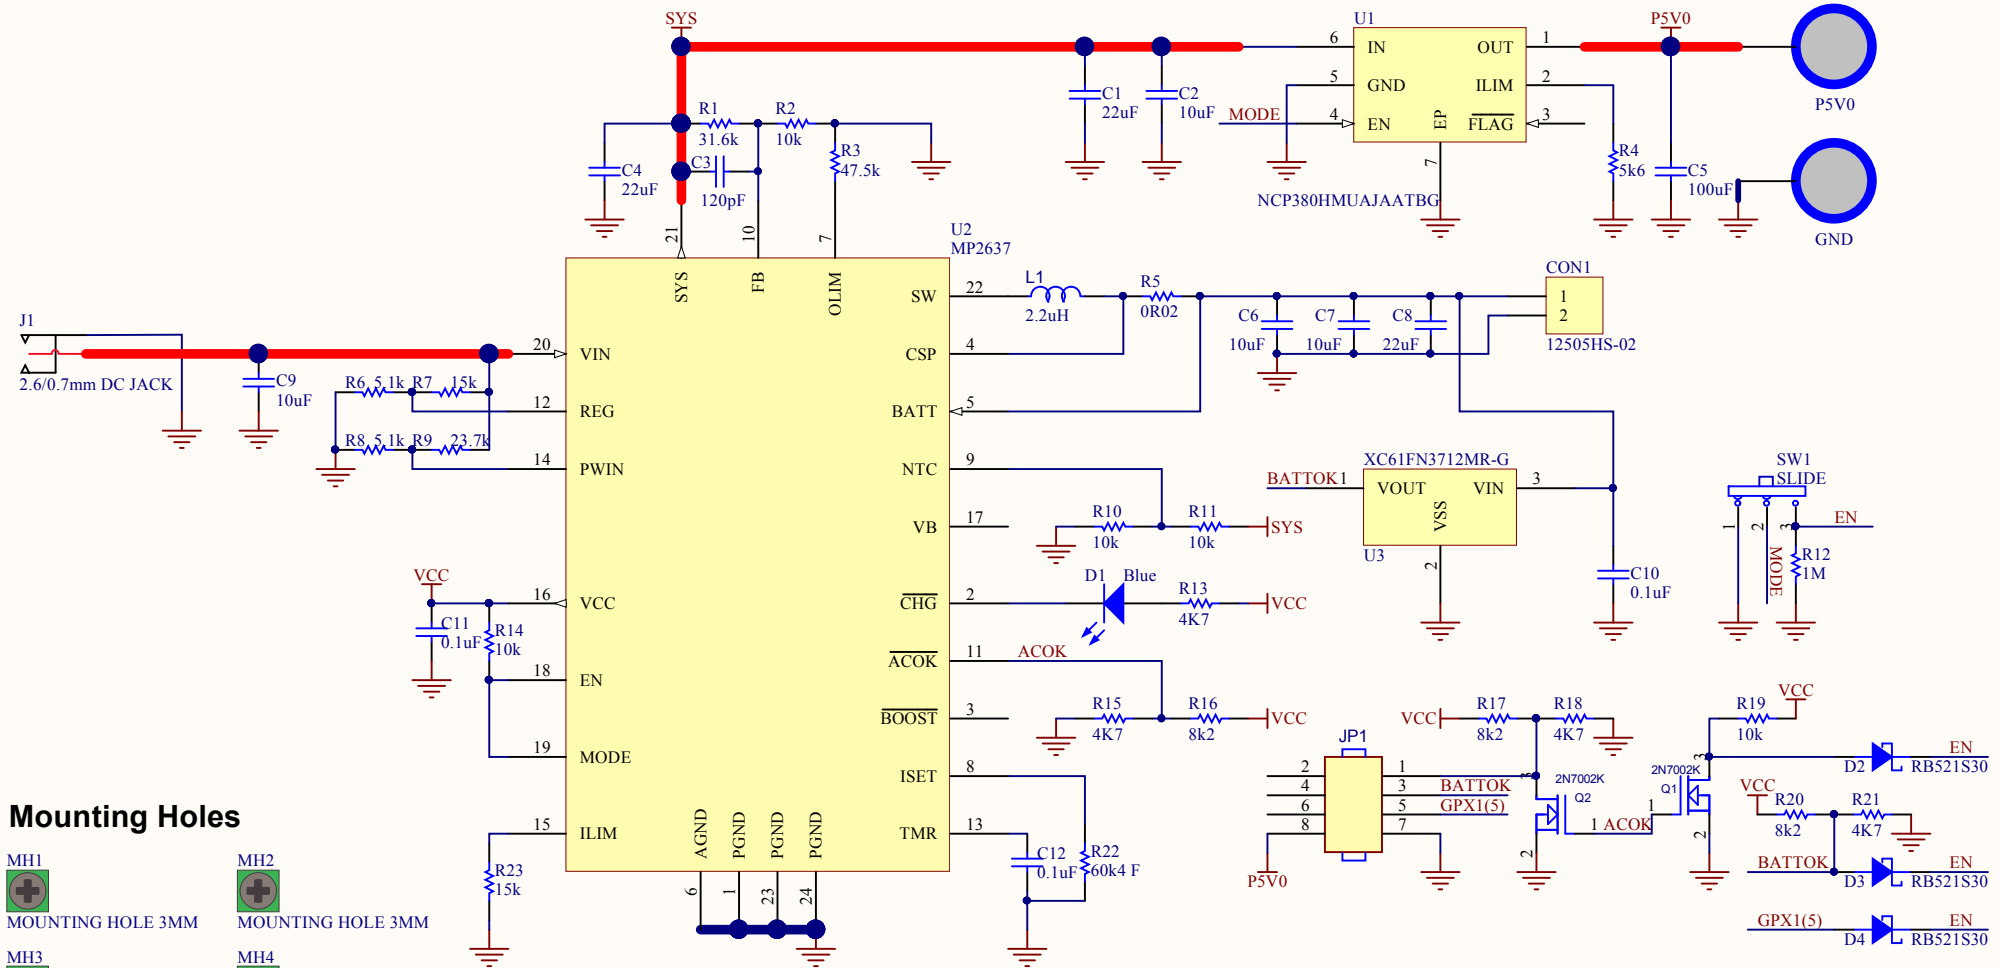 SYS
U1
P5V0
6
IN
OUT
1
5
GND
ILIM
2
MODE
4
EN
EP
FLAG
3
7
NCP380HMUAJAATBG
C1
22uF
C2
10uF
R4
5k6
C5
100uF
P5V0
GND
R1
31.6k
R2
10k
R3
47.5k
C3
120pF
C4
22uF
21
10
7
U2
MP2637
SYS
FB
OLIM
SW
22
L1
2.2uH
R5
0R02
CSP
4
BATT
5
C6
10uF
C7
10uF
C8
22uF
CON1
1
2
12505HS-02
J1
2.6/0.7mm DC JACK
C9
10uF
20
VIN
R6
5.1k
R7
15k
12
REG
R8
5.1k
R9
23.7k
14
PWIN
NTC
9
VB
17
R10
10k
R11
10k
SYS
XC61FN3712MR-G
BATTOK
1
VOUT
VIN
3
VSS
U3
2
C10
0.1uF
SW1
SLIDE
1
2
3
EN
MODE
R12
1M
VCC
16
VCC
C11
0.1uF
R14
10k
18
EN
19
MODE
CHG
2
D1
Blue
R13
4K7
VCC
ACOK
11
ACOK
BOOST
3
R15
4K7
R16
8k2
VCC
ISET
8
TMR
13
C12
0.1uF
R22
60k4 F
15
ILIM
R23
15k
AGND
PGND
PGND
PGND
6
1
23
24
VCC
R17
8k2
R18
4K7
JP1
2
4
6
8
1
3
5
7
BATTOK
GPX1(5)
P5V0
3
2N7002K
Q2
1
ACOK
2
VCC
R19
10k
3
2N7002K
Q1
1
2
D2
EN
RB521S30
VCC
R20
8k2
R21
4K7
BATTOK
D3
EN
RB521S30
GPX1(5)
D4
EN
RB521S30
Mounting Holes
MH1
MOUNTING HOLE 3MM
MH2
MOUNTING HOLE 3MM
MH3
MH4